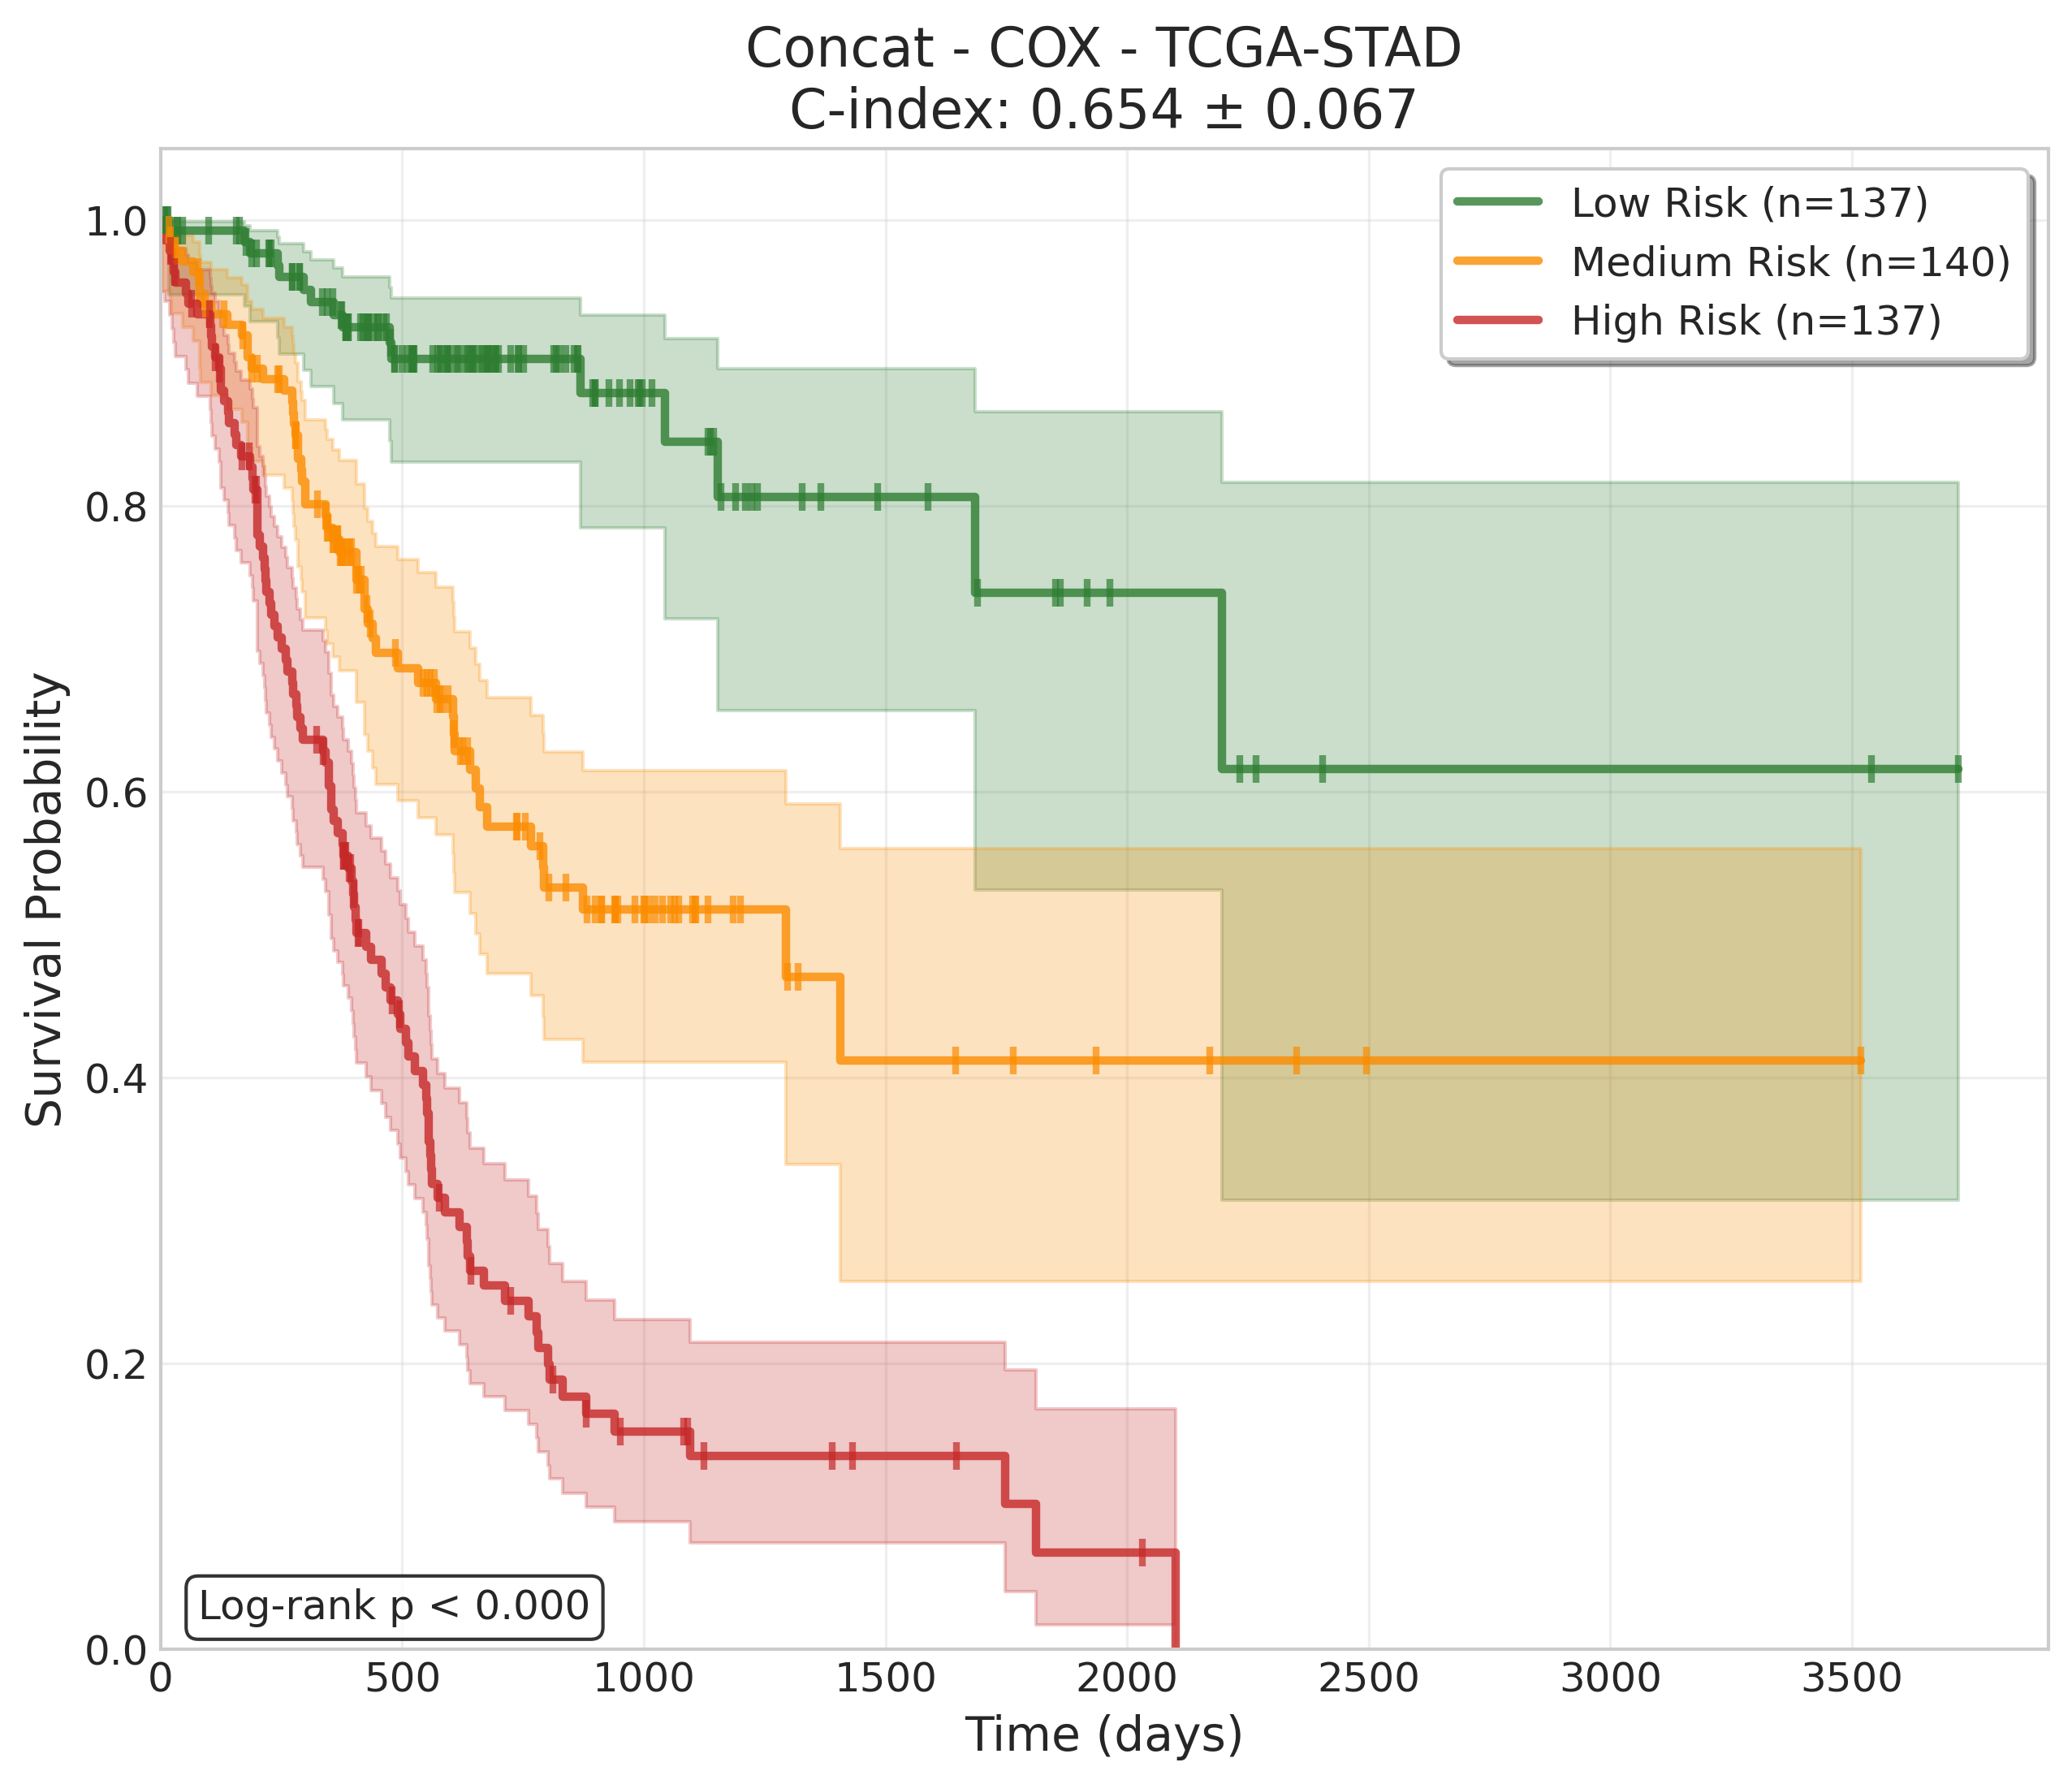 Concat - COX - TCGA-STAD
C-index: 0.654 ± 0.067
Low Risk (n=137)
Medium Risk (n=140)
High Risk (n=137)
Survival Probability
1.0
0.8
0.6
0.4
0.2
0.0
Log-rank p < 0.000
0 500 1000 1500 2000 2500 3000 3500
Time (days)